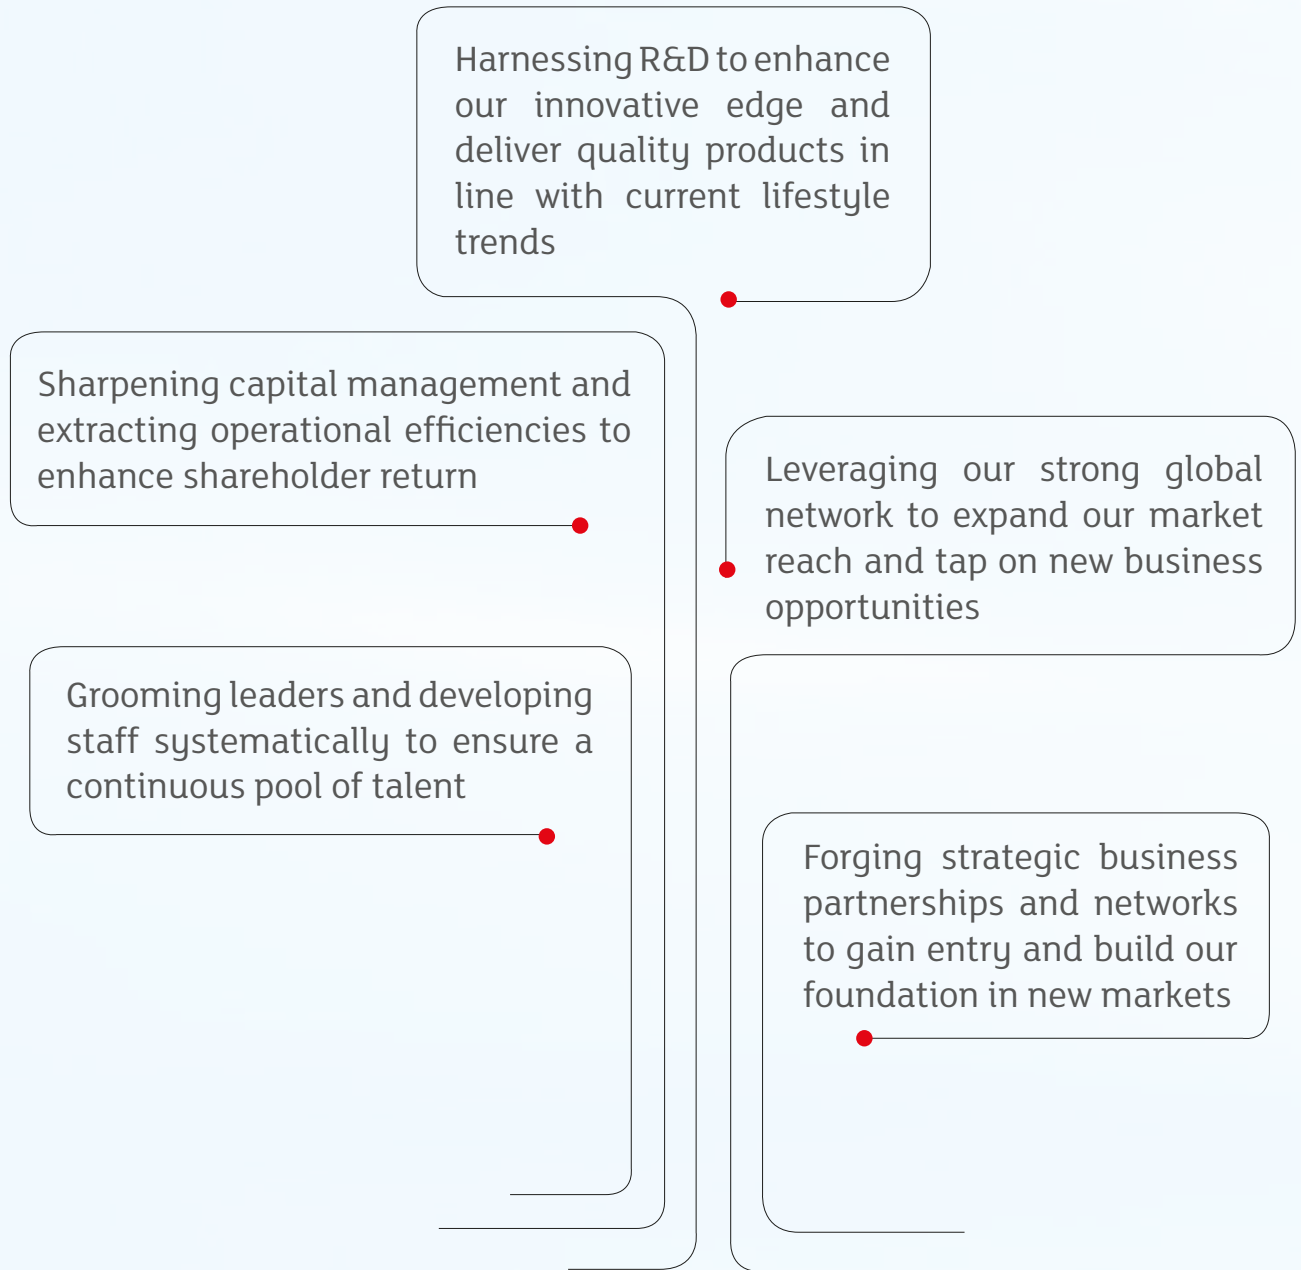 Harnessing R&D to enhance
our innovative edge and
deliver quality products in
line with current lifestyle
trends
Sharpening capital management and
extracting operational efficiencies to
enhance shareholder return
Leveraging our strong global
network to expand our market
reach and tap on new business
opportunities
Grooming leaders and developing
staff systematically to ensure a
continuous pool of talent
Forging strategic business
partnerships and networks
to gain entry and build our
foundation in new markets